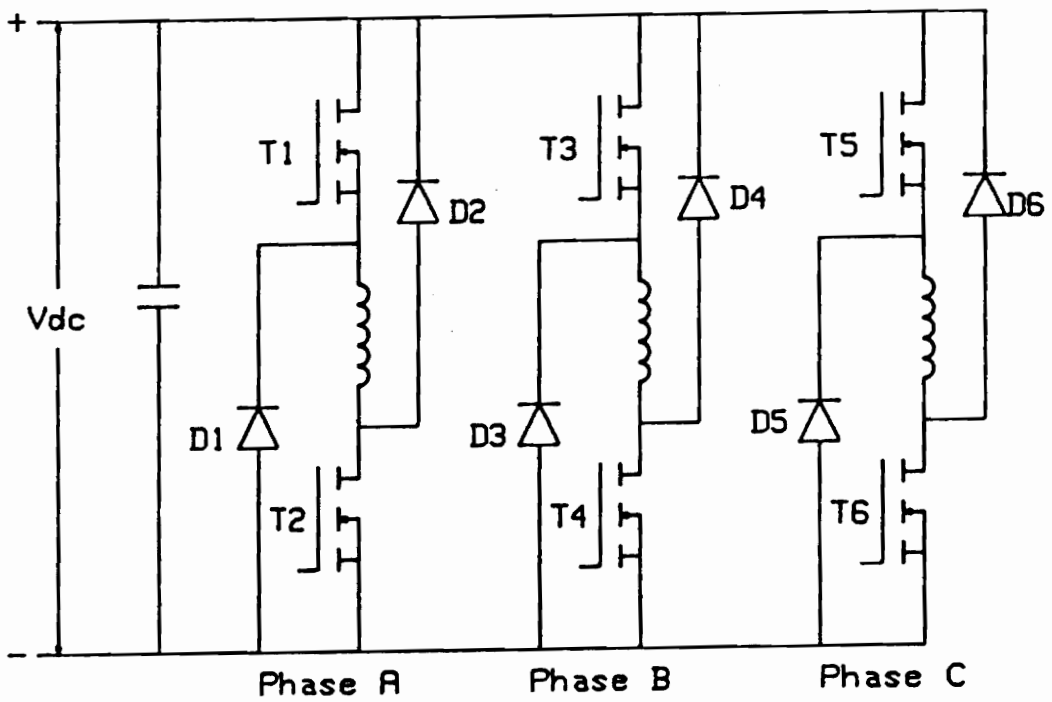 +
T1
T3
T5
D2
D4
D6
Vdc
D1
D3
D5
T2
T4
T6
-
Phase A
Phase B
Phase C